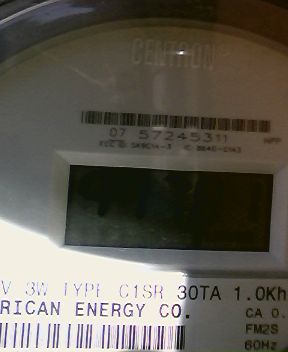 CENTRON
07 57245311
V 3W TYPE C1SR 30TA 1.0Kh
RICAN ENERGY CO.
CA 0.
FM2S
60Hz